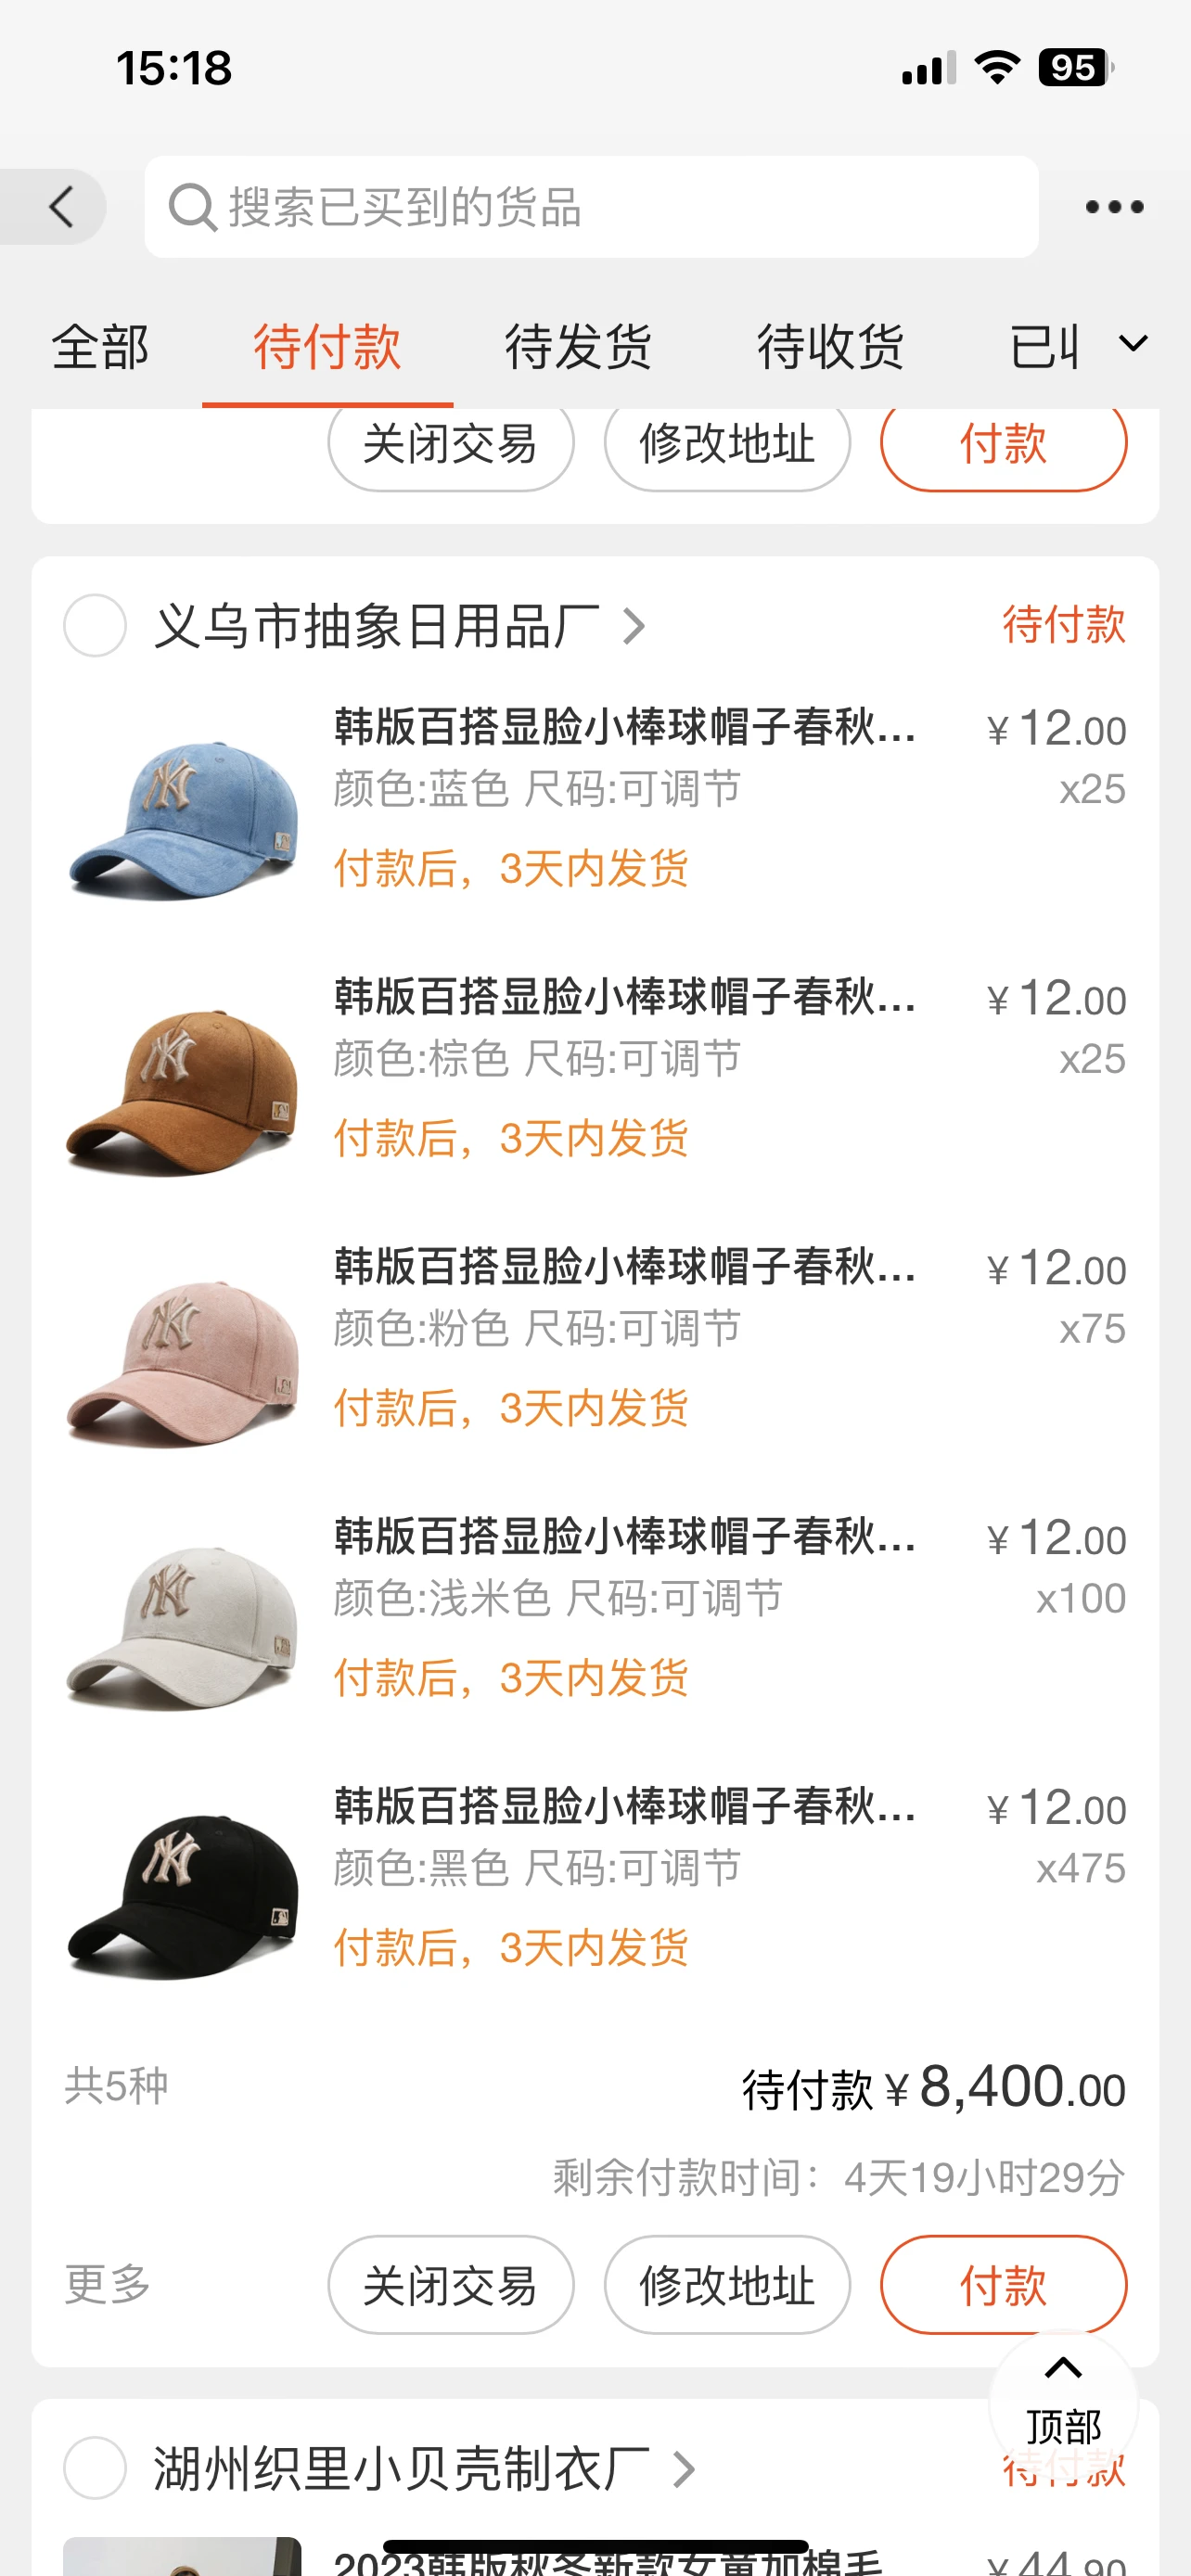 15:18
95
搜索已买到的货品
全部 待付款 待发货 待收货
关闭交易 修改地址 付款
义乌市抽象日用品厂 待付款
韩版百搭显脸小棒球帽子春秋... ¥12.00
颜色:蓝色 尺码:可调节 x25
付款后，3天内发货
韩版百搭显脸小棒球帽子春秋... ¥12.00
颜色:棕色 尺码:可调节 x25
付款后，3天内发货
韩版百搭显脸小棒球帽子春秋... ¥12.00
颜色:粉色 尺码:可调节 x75
付款后，3天内发货
韩版百搭显脸小棒球帽子春秋... ¥12.00
颜色:浅米色 尺码:可调节 x100
付款后，3天内发货
韩版百搭显脸小棒球帽子春秋... ¥12.00
颜色:黑色 尺码:可调节 x475
付款后，3天内发货
共5种 待付款 ¥8,400.00
剩余付款时间：4天19小时29分
更多 关闭交易 修改地址 付款
顶部
湖州织里小贝壳制衣厂 待付款
2023韩版秋冬新款女童加棉毛 ¥44.90